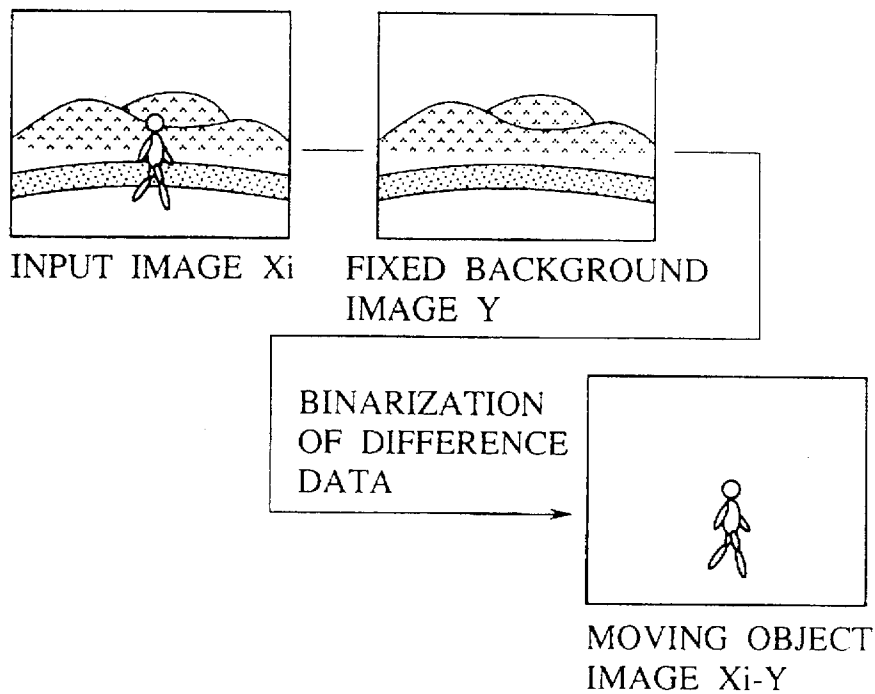 INPUT IMAGE Xi
FIXED BACKGROUND
IMAGE Y
BINARIZATION
OF DIFFERENCE
DATA
MOVING OBJECT
IMAGE Xi-Y